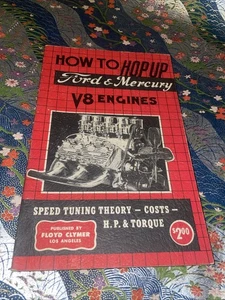 HOW TO HOP UP
Ford & Mercury
V8 ENGINES
SPEED TUNING THEORY — COSTS —
H.P. & TORQUE
PUBLISHED BY
FLOYD CLYMER
LOS ANGELES
$2.00